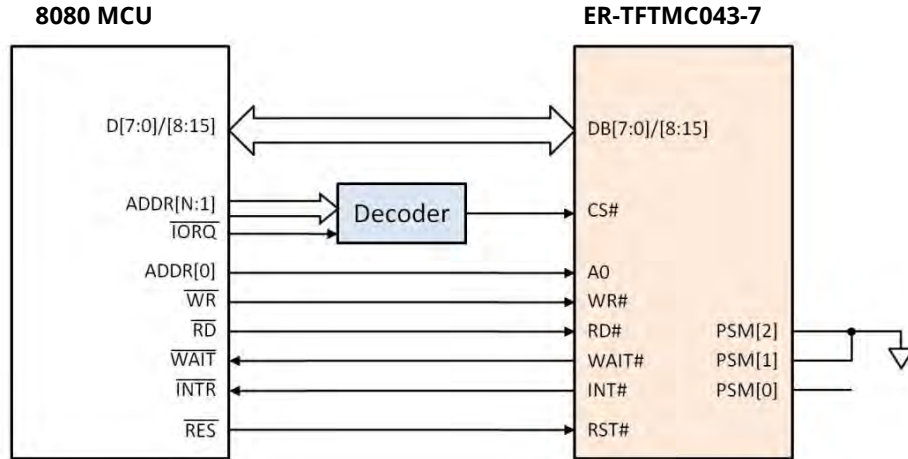 8080 MCU
ER-TFTMC043-7
D[7:0]/[8:15]
DB[7:0]/[8:15]
ADDR[N:1]
Decoder
CS#
IORQ
ADDR[0]
A0
WR
WR#
RD
RD#
PSM[2]
WAIT
WAIT#
PSM[1]
INTR
INT#
PSM[0]
RES
RST#